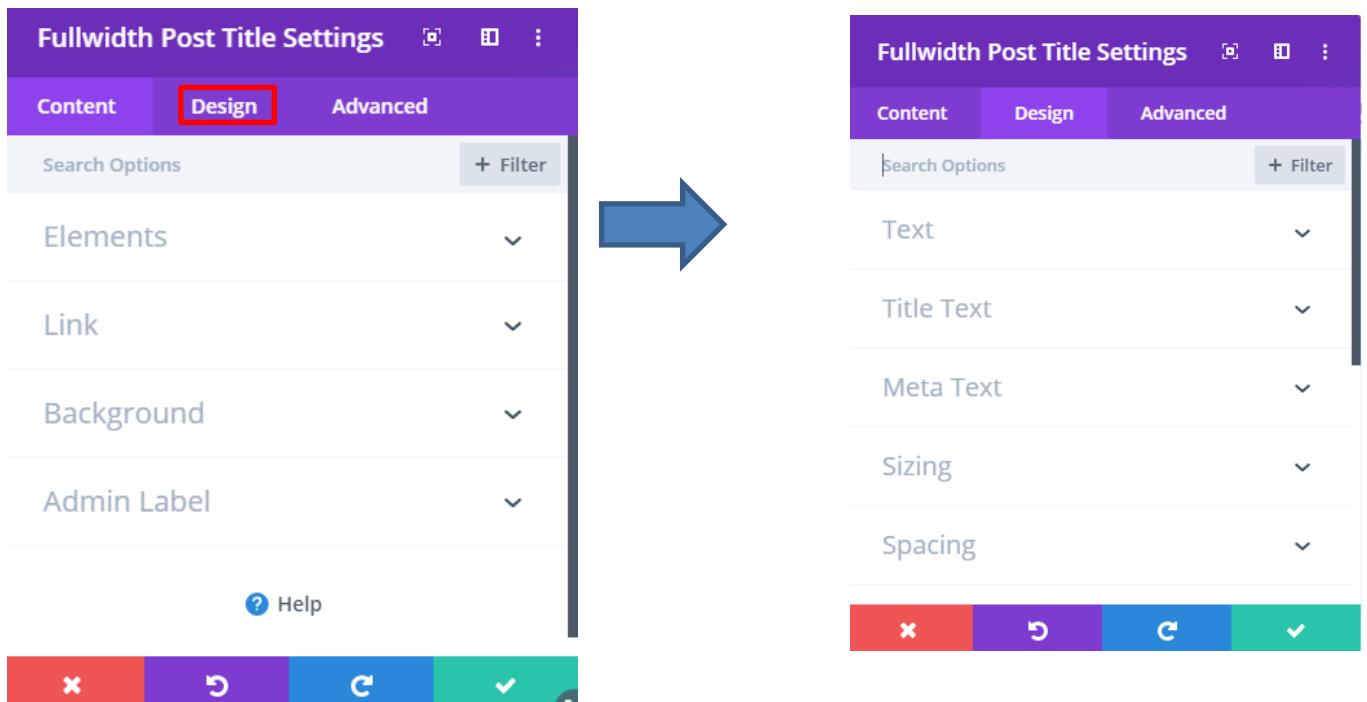 Fullwidth Post Title Settings
Content Design Advanced
Search Options + Filter
Elements
Link
Background
Admin Label
? Help
Fullwidth Post Title Settings
Content Design Advanced
Search Options + Filter
Text
Title Text
Meta Text
Sizing
Spacing